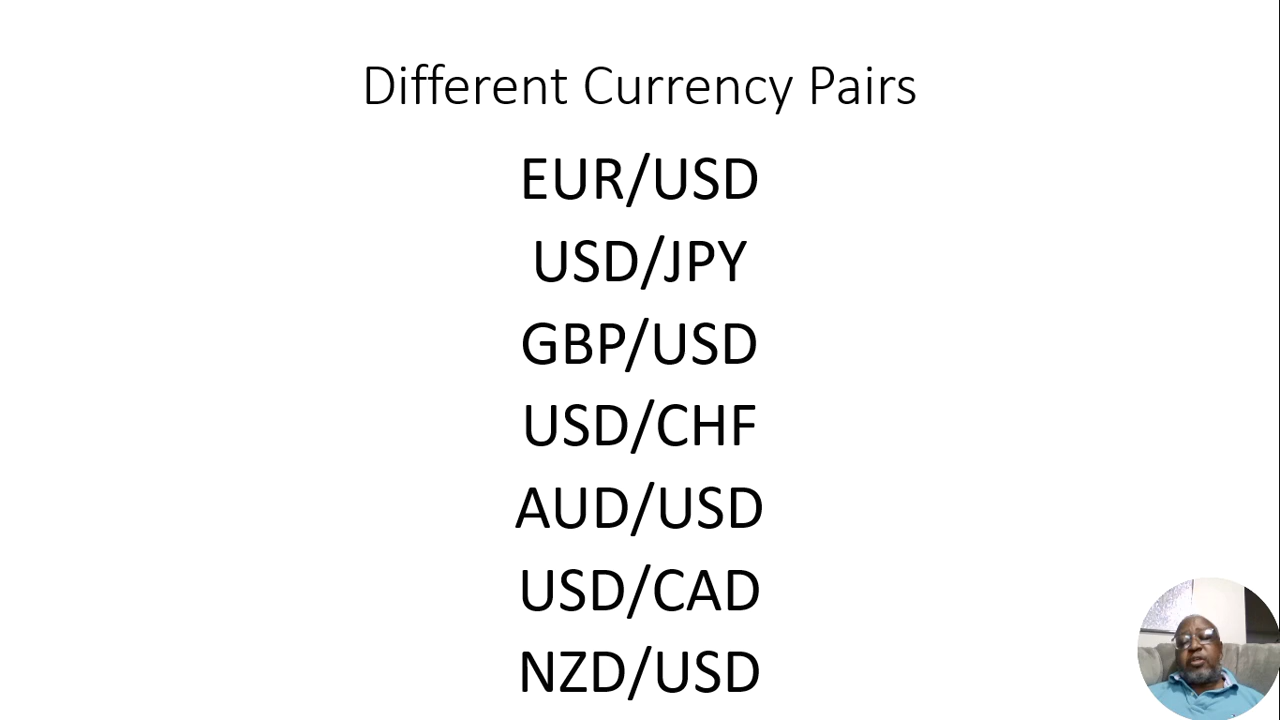 Different Currency Pairs
EUR/USD
USD/JPY
GBP/USD
USD/CHF
AUD/USD
USD/CAD
NZD/USD